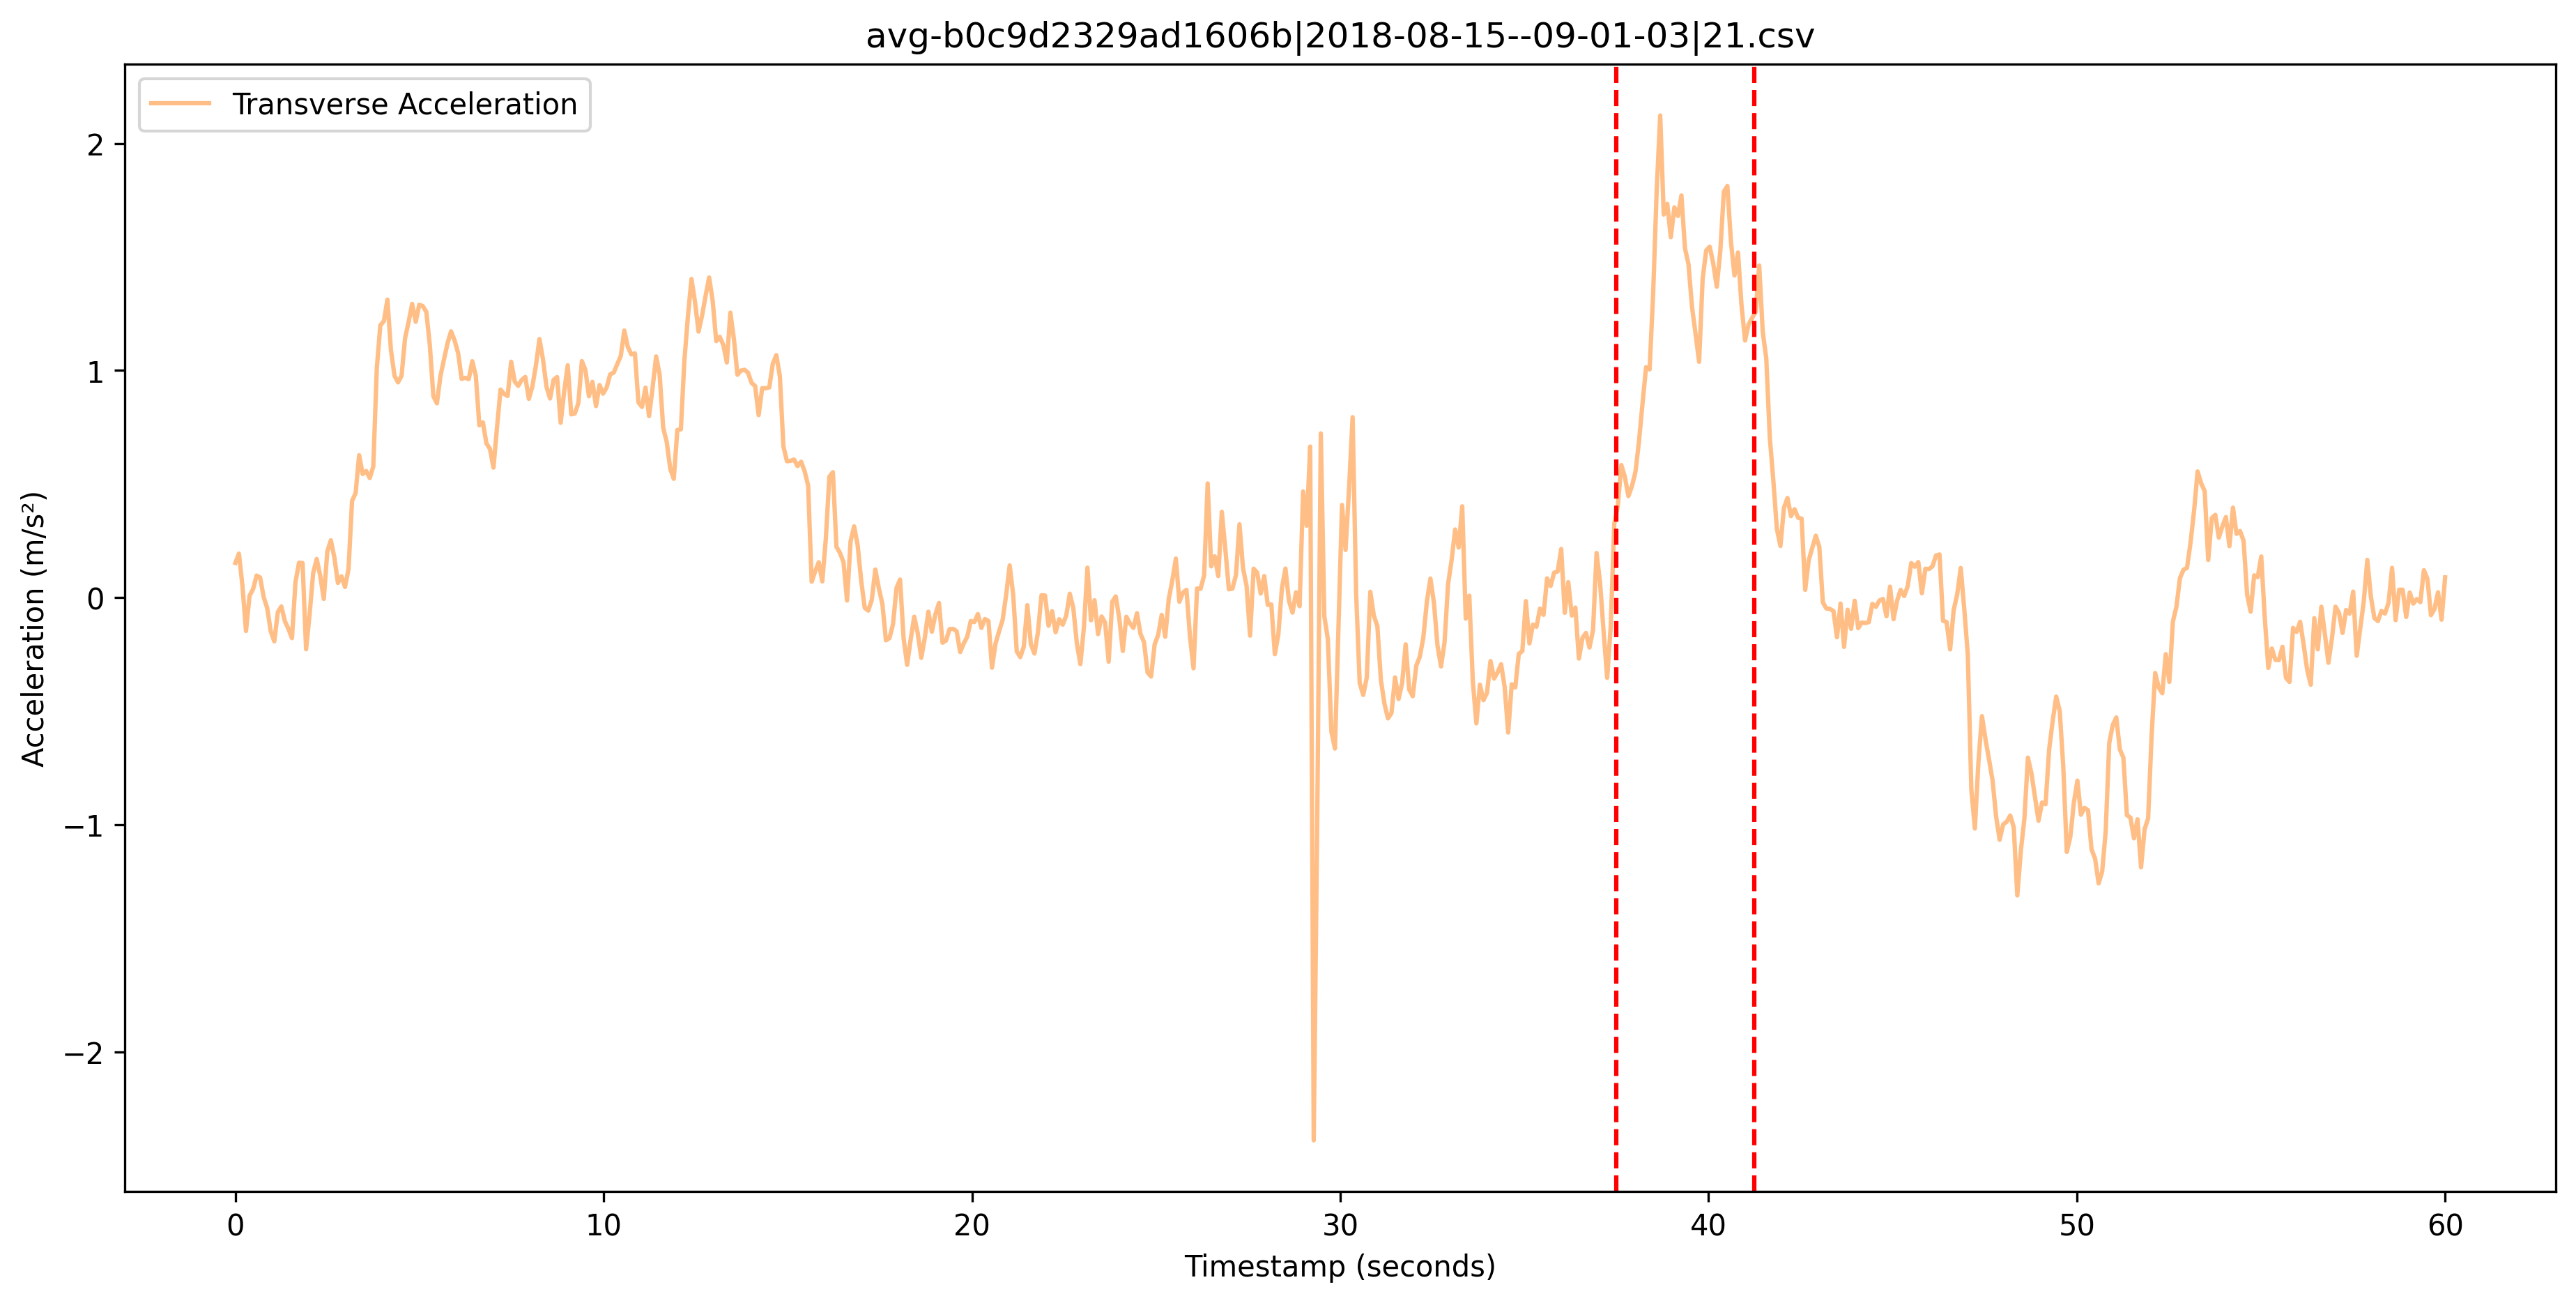 avg-b0c9d2329ad1606b|2018-08-15--09-01-03|21.csv
Transverse Acceleration
Acceleration (m/s²)
2
1
0
−1
−2
0 10 20 30 40 50 60
Timestamp (seconds)